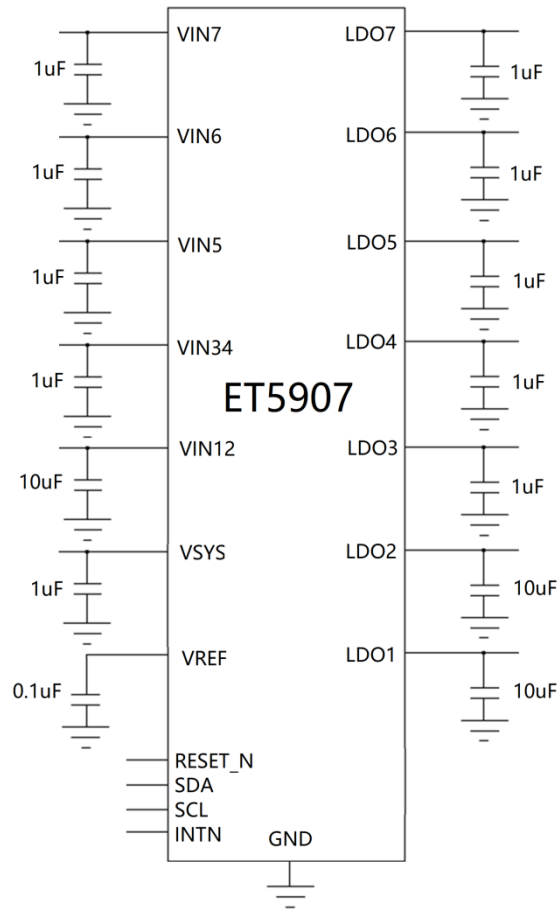 VIN7 LDO7
1uF 1uF
VIN6 LDO6
1uF 1uF
VIN5 LDO5
1uF 1uF
VIN34 LDO4
1uF 1uF
ET5907
VIN12 LDO3
10uF 1uF
VSYS LDO2
1uF 10uF
VREF LDO1
0.1uF 10uF
RESET_N
SDA
SCL
INTN
GND